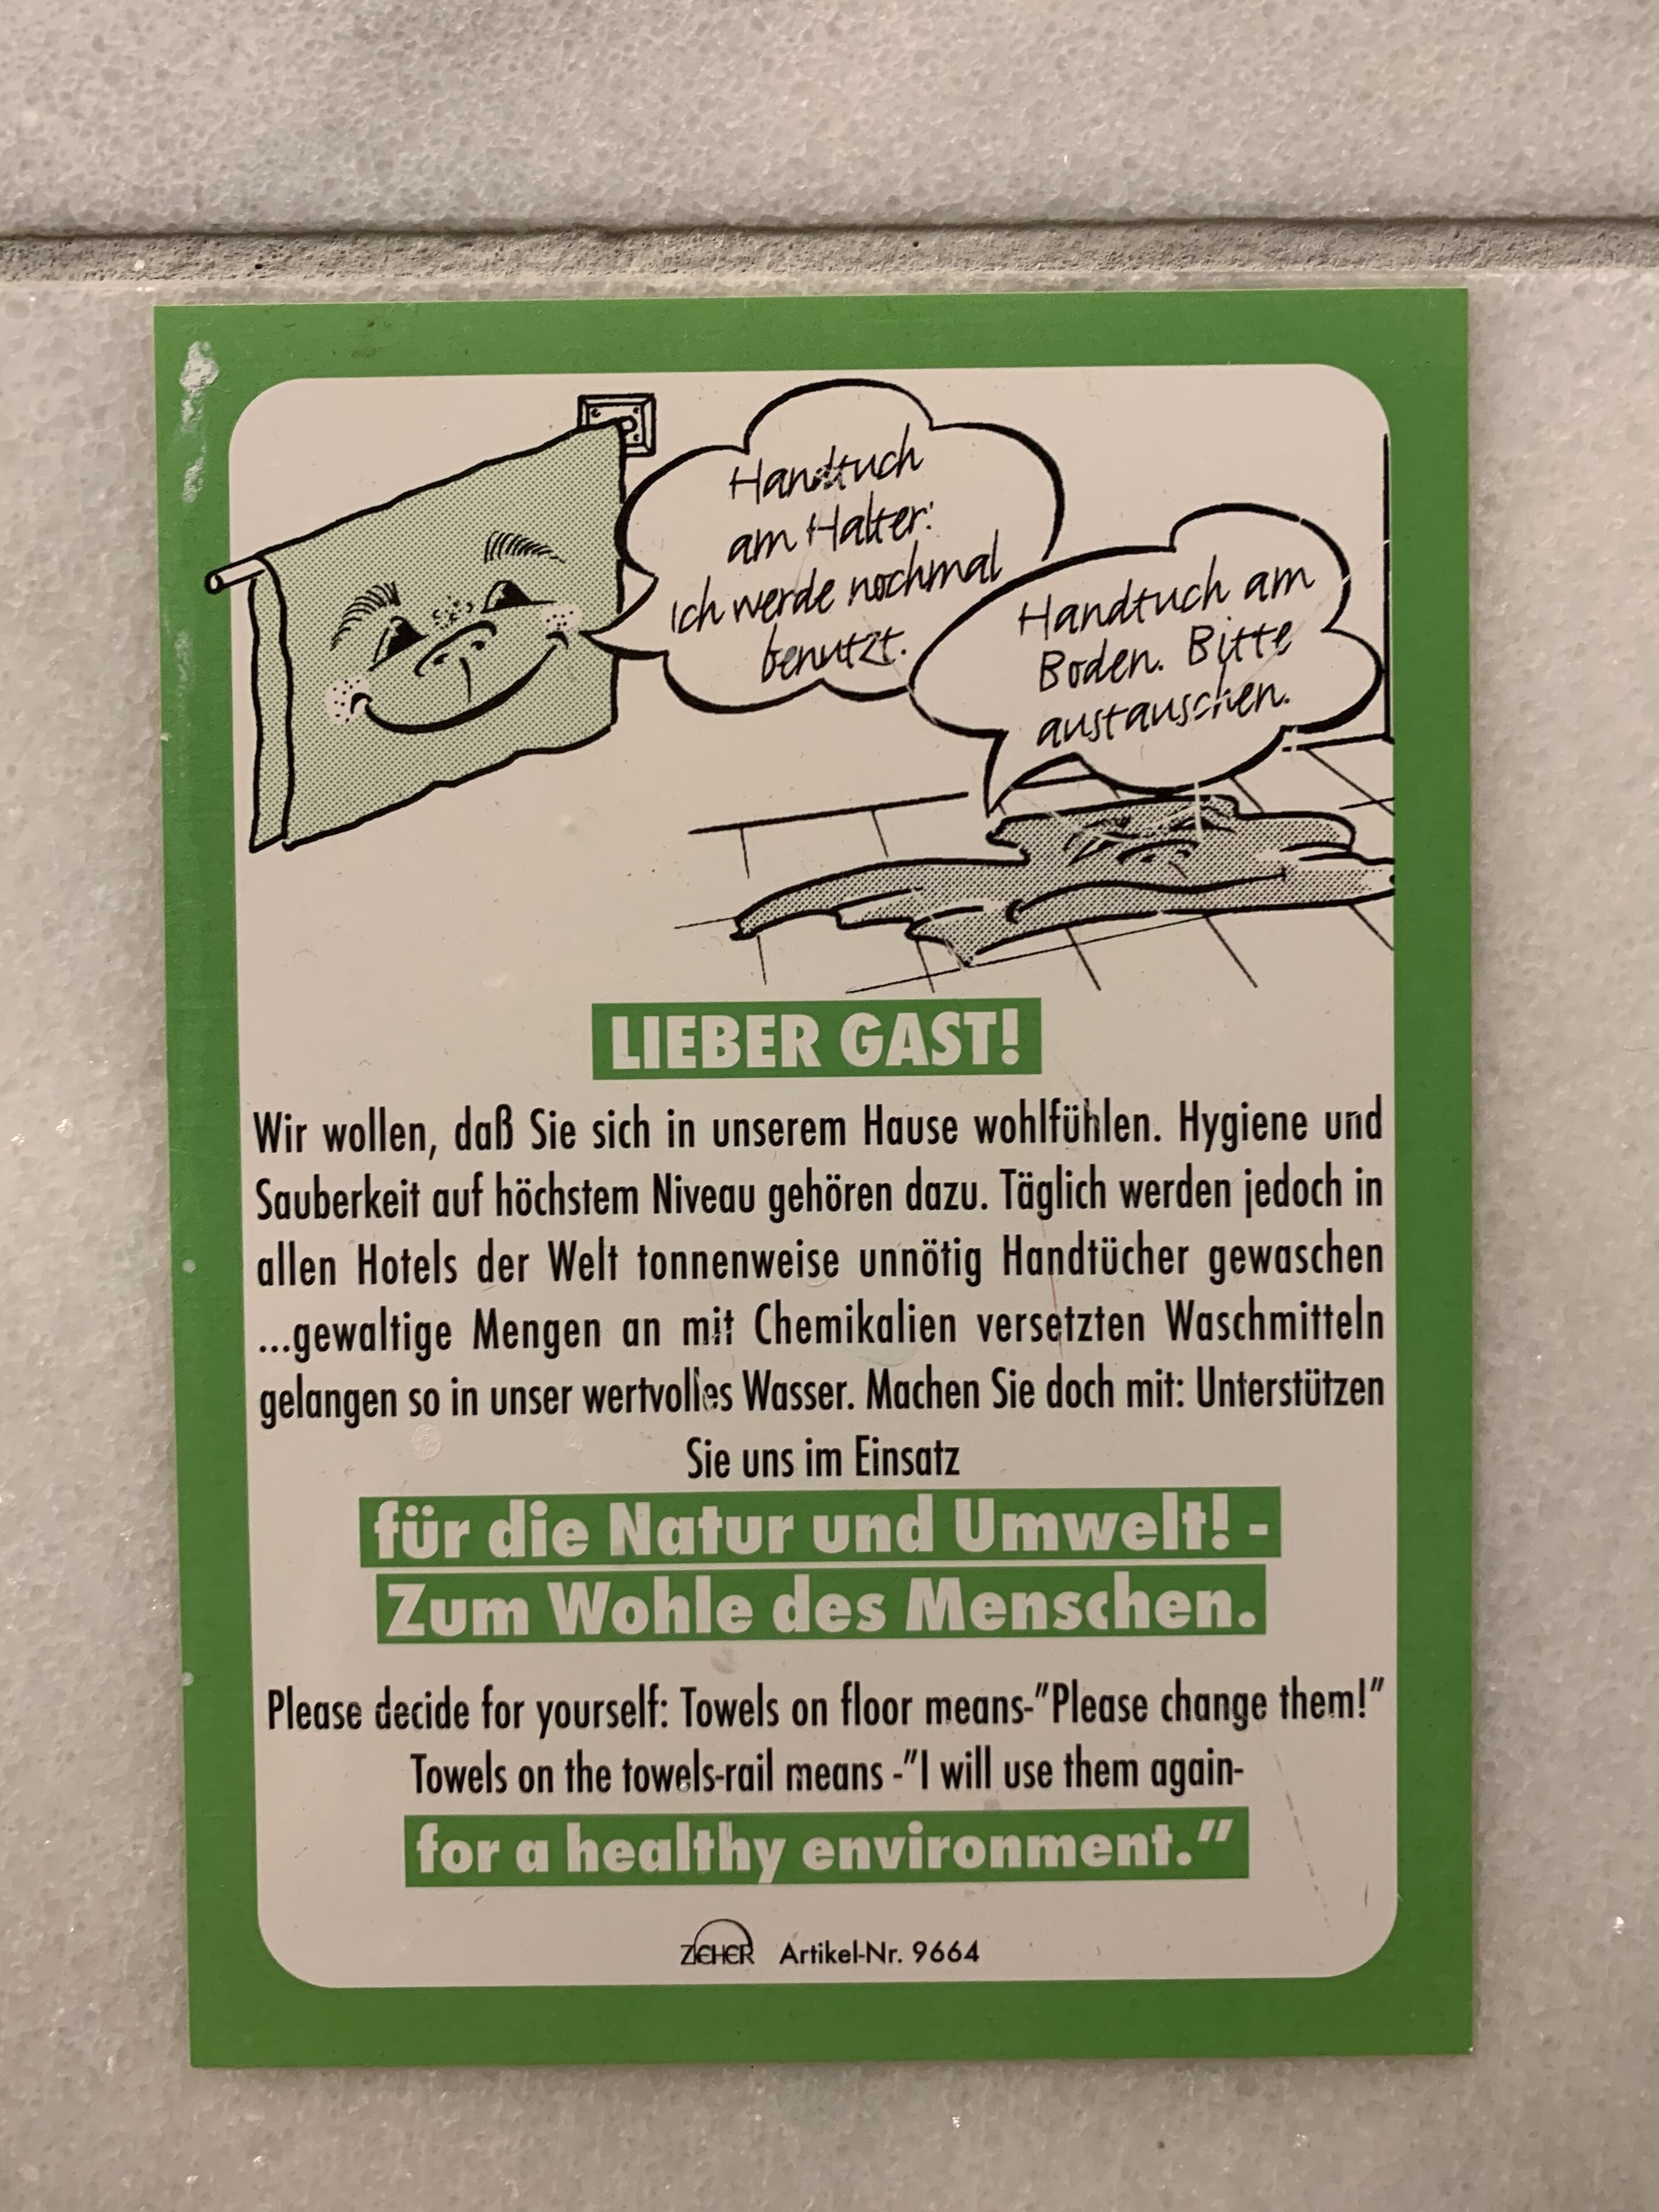 Handtuch
am Halter:
Ich werde nochmal
benutzt.
Handtuch am
Boden. Bitte
austauschen.
LIEBER GAST!
Wir wollen, daß Sie sich in unserem Hause wohlfühlen. Hygiene und
Sauberkeit auf höchstem Niveau gehören dazu. Täglich werden jedoch in
allen Hotels der Welt tonnenweise unnötig Handtücher gewaschen
...gewaltige Mengen an mit Chemikalien versetzten Waschmitteln
gelangen so in unser wertvolles Wasser. Machen Sie doch mit: Unterstützen
Sie uns im Einsatz
für die Natur und Umwelt! -
Zum Wohle des Menschen.
Please decide for yourself: Towels on floor means-"Please change them!"
Towels on the towels-rail means -"I will use them again-
for a healthy environment."
ZIEHER Artikel-Nr. 9664